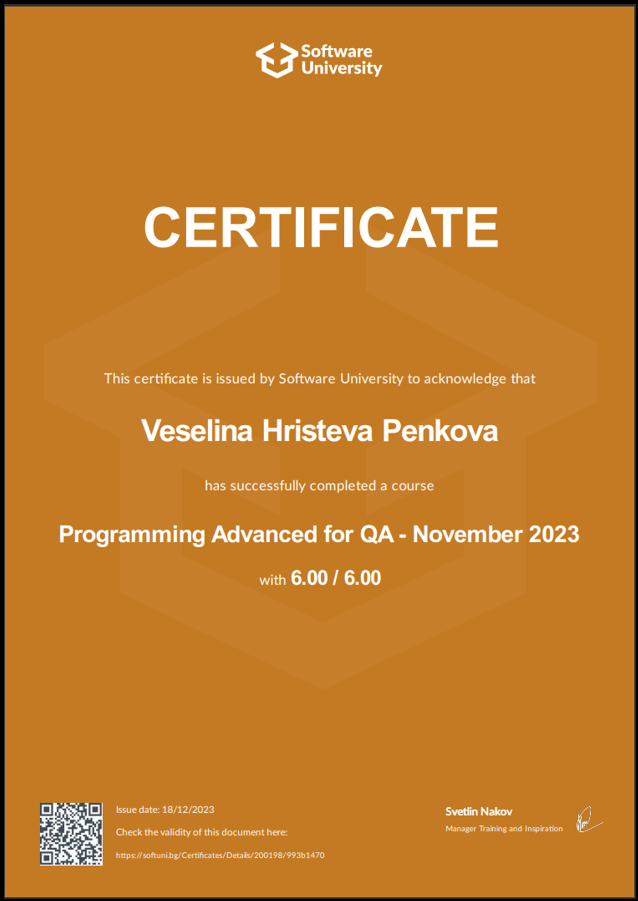 Software
University
CERTIFICATE
This certificate is issued by Software University to acknowledge that
Veselina Hristeva Penkova
has successfully completed a course
Programming Advanced for QA - November 2023
with 6.00 / 6.00
Issue date: 18/12/2023
Check the validity of this document here:
https://softuni.bg/Certificates/Details/200198/993b1470
Svetlin Nakov
Manager Training and Inspiration